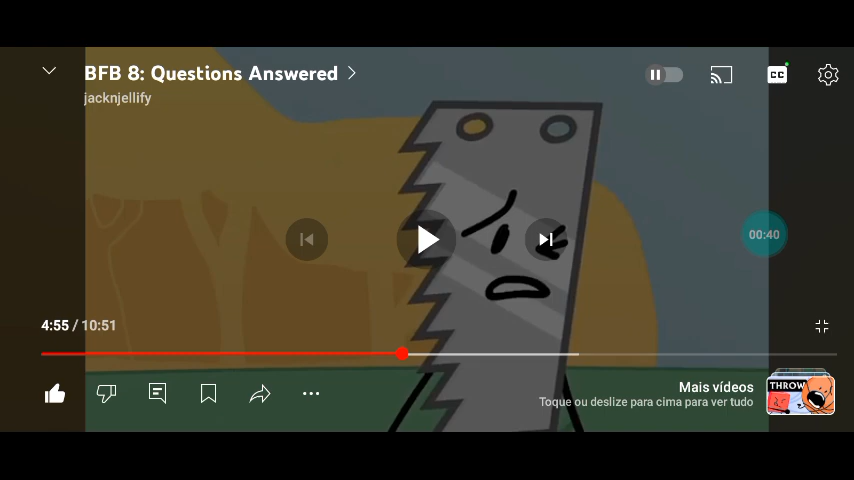 BFB 8: Questions Answered
jacknjellify
CC
00:40
4:55 / 10:51
Mais vídeos
Toque ou deslize para cima para ver tudo
THROW